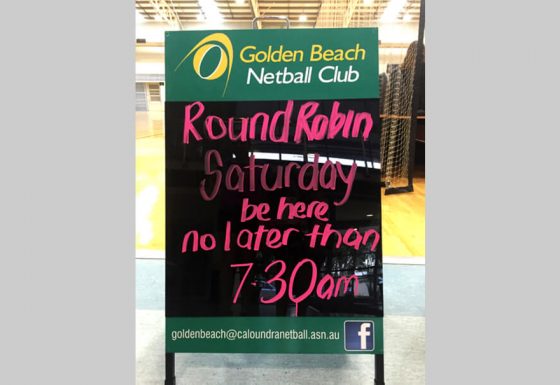 Golden Beach
Netball Club
Round Robin
Saturday
be here
no later than
7.30am
goldenbeach@caloundranetball.asn.au f